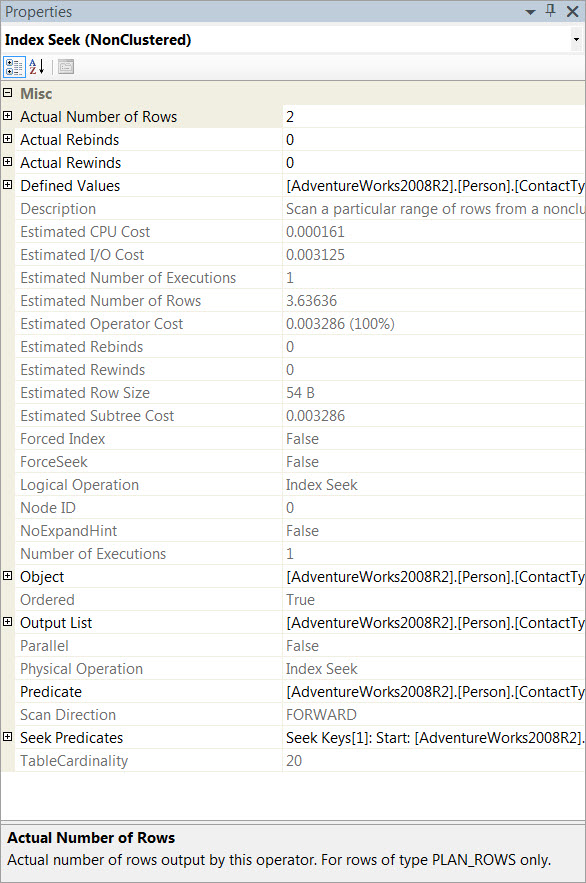 Properties
Index Seek (NonClustered)
Misc
Actual Number of Rows 2
Actual Rebinds 0
Actual Rewinds 0
Defined Values [AdventureWorks2008R2].[Person].[ContactTy
Description Scan a particular range of rows from a nonclu
Estimated CPU Cost 0.000161
Estimated I/O Cost 0.003125
Estimated Number of Executions 1
Estimated Number of Rows 3.63636
Estimated Operator Cost 0.003286 (100%)
Estimated Rebinds 0
Estimated Rewinds 0
Estimated Row Size 54 B
Estimated Subtree Cost 0.003286
Forced Index False
ForceSeek False
Logical Operation Index Seek
Node ID 0
NoExpandHint False
Number of Executions 1
Object [AdventureWorks2008R2].[Person].[ContactTy
Ordered True
Output List [AdventureWorks2008R2].[Person].[ContactTy
Parallel False
Physical Operation Index Seek
Predicate [AdventureWorks2008R2].[Person].[ContactTy
Scan Direction FORWARD
Seek Predicates Seek Keys[1]: Start: [AdventureWorks2008R2].
TableCardinality 20
Actual Number of Rows
Actual number of rows output by this operator. For rows of type PLAN_ROWS only.